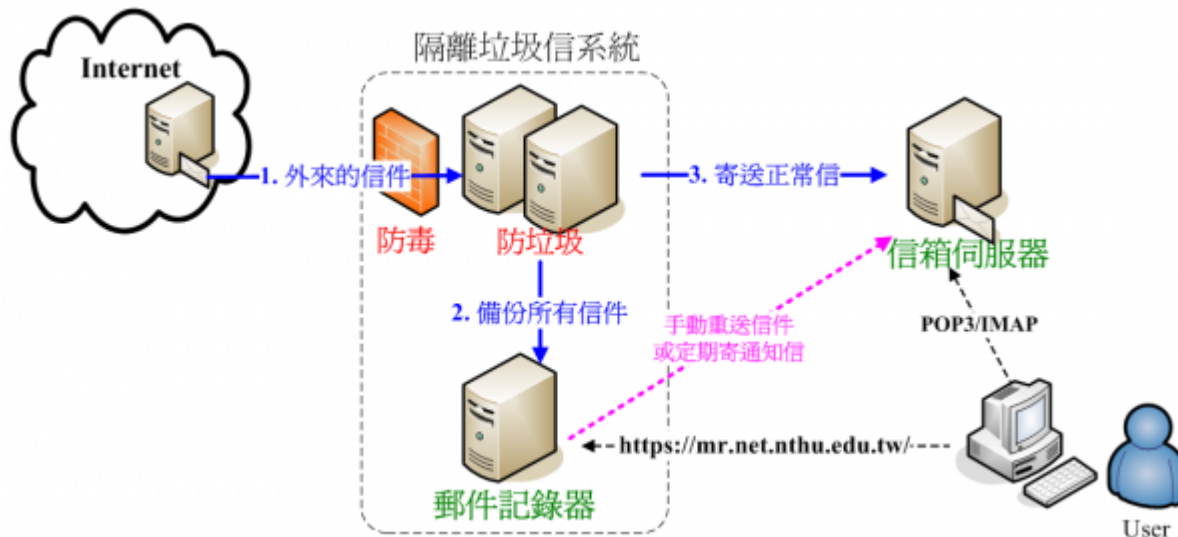 隔離垃圾信系統
Internet
1. 外來的信件
3. 寄送正常信
防毒
防垃圾
信箱伺服器
2. 備份所有信件
手動重送信件
或定期寄通知信
POP3/IMAP
https://mr.net.nthu.edu.tw/
郵件記錄器
User